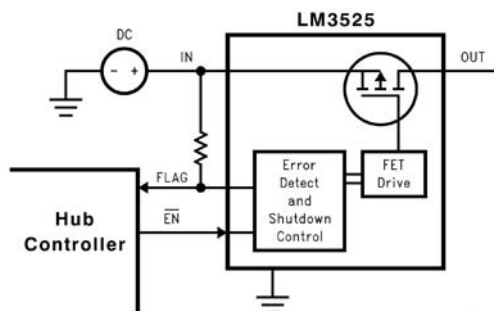 LM3525
DC
- +
IN
OUT
FLAG
EN
Hub
Controller
Error
Detect
and
Shutdown
Control
FET
Drive